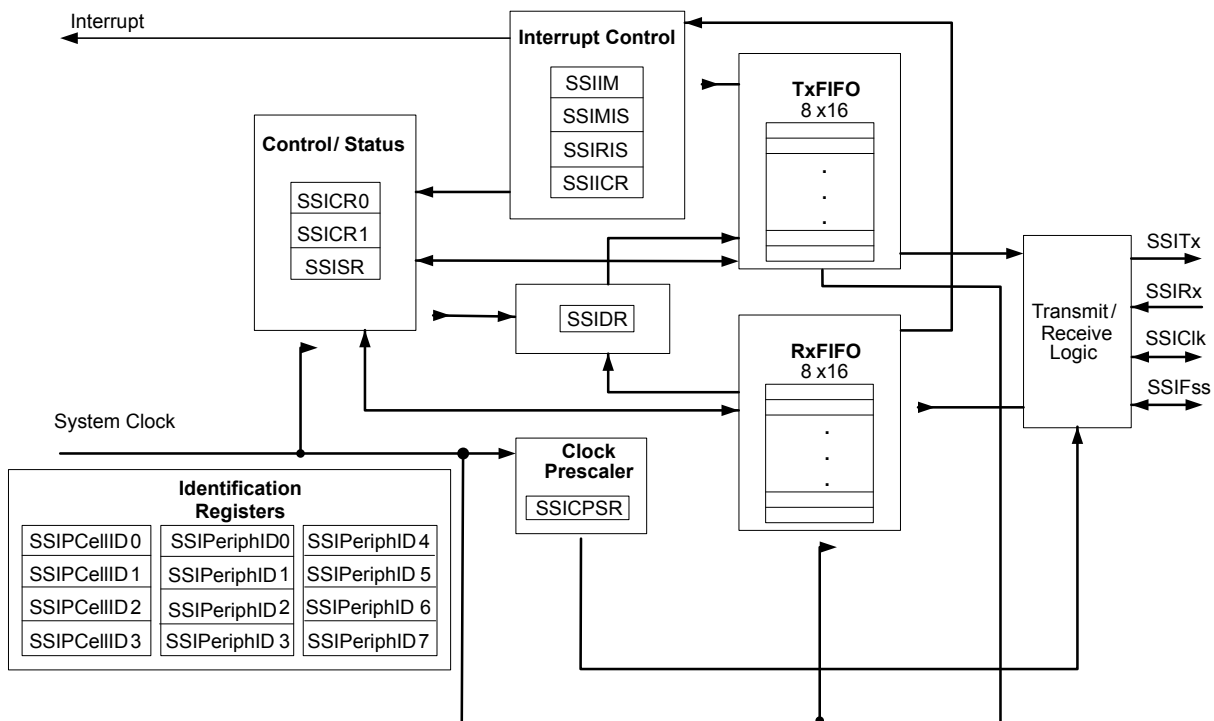 Interrupt
Interrupt Control
SSIIM
SSIMIS
SSIRIS
SSIICR
TxFIFO
8 x16
.
.
.
Control/ Status
SSICR0
SSICR1
SSISR
SSIDR
RxFIFO
8 x16
.
.
.
Transmit/
Receive
Logic
SSITx
SSIRx
SSIClk
SSIFss
System Clock
Clock
Prescaler
SSICPSR
Identification
Registers
SSIPCellID0 SSIPeriphID0 SSIPeriphID4
SSIPCellID1 SSIPeriphID1 SSIPeriphID5
SSIPCellID2 SSIPeriphID2 SSIPeriphID6
SSIPCellID3 SSIPeriphID3 SSIPeriphID7